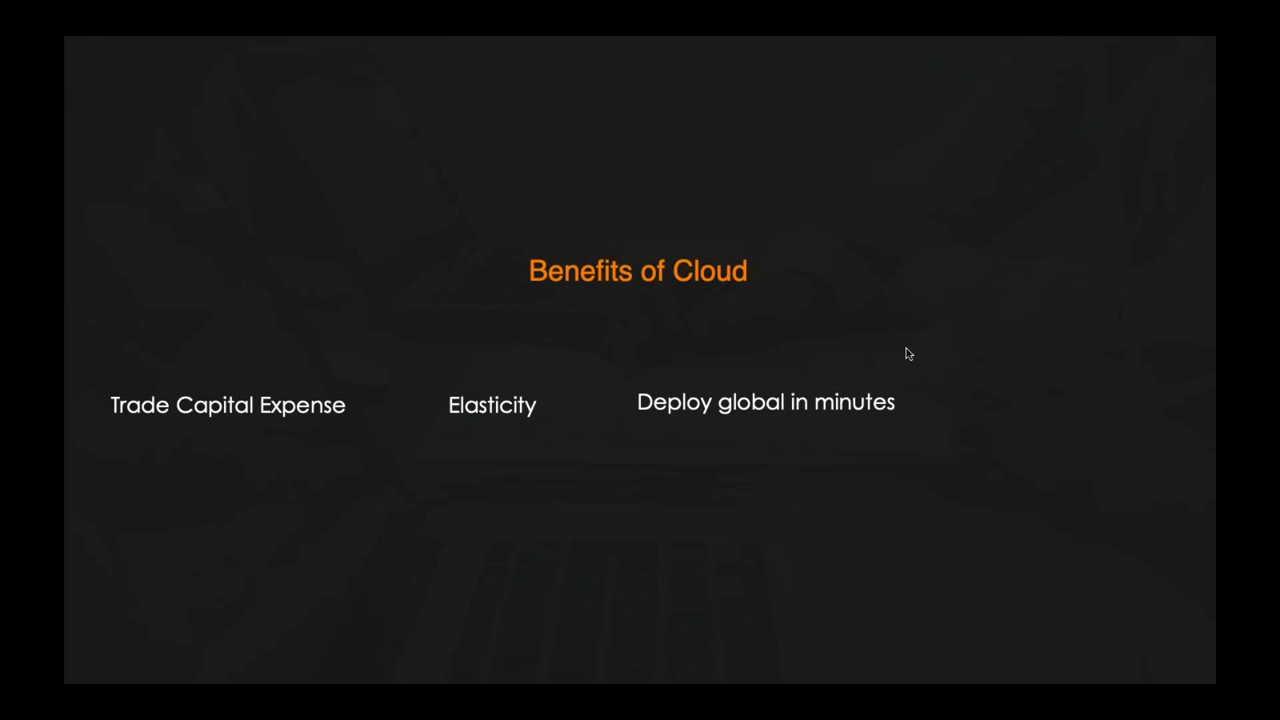 Benefits of Cloud
Trade Capital Expense
Elasticity
Deploy global in minutes